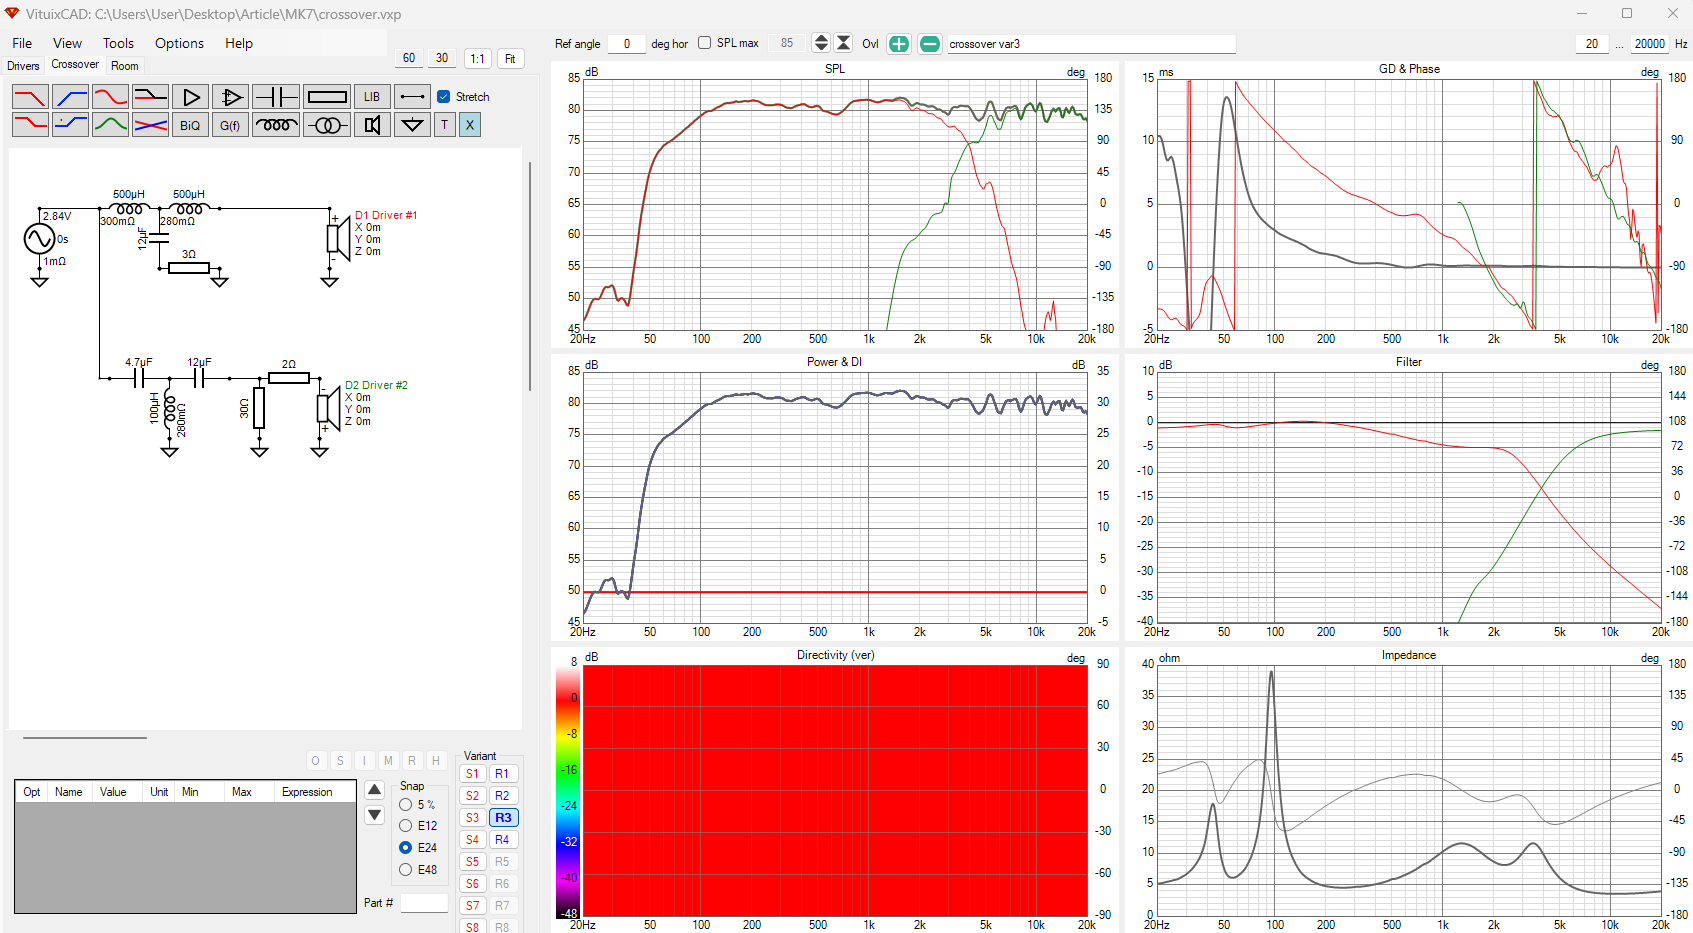 VituixCAD: C:\Users\User\Desktop\Article\MK7\crossover.vxp
File View Tools Options Help
Drivers Crossover Room
60 30 1:1 Fit
LIB Stretch
BiQ G(f) T X
Ref angle 0 deg hor SPL max 85 Ovl crossover var3 20 ... 20000 Hz
500µH 500µH
2.84V 300mΩ 280mΩ
0s 12µF
1mΩ 3Ω
D1 Driver #1
X 0m
Y 0m
Z 0m
+
-
4.7µF 12µF 2Ω
100µH 280mΩ 30Ω
D2 Driver #2
X 0m
Y 0m
Z 0m
-
+
O S I M R H
Opt Name Value Unit Min Max Expression
Snap
5 %
E12
E24
E48
Part #
Variant
S1 R1
S2 R2
S3 R3
S4 R4
S5 R5
S6 R6
S7 R7
S8 R8
SPL
dB deg
85 80 75 70 65 60 55 50 45
180 135 90 45 0 -45 -90 -135 -180
20Hz 50 100 200 500 1k 2k 5k 10k 20k
GD & Phase
ms deg
15 10 5 0 -5
180 90 0 -90 -180
20Hz 50 100 200 500 1k 2k 5k 10k 20k
Power & DI
dB dB
85 80 75 70 65 60 55 50 45
35 30 25 20 15 10 5 0 -5
20Hz 50 100 200 500 1k 2k 5k 10k 20k
Filter
dB deg
10 5 0 -5 -10 -15 -20 -25 -30 -35 -40
180 144 108 72 36 0 -36 -72 -108 -144 -180
20Hz 50 100 200 500 1k 2k 5k 10k 20k
Directivity (ver)
dB deg
8 0 -8 -16 -24 -32 -40 -48
90 60 30 0 -30 -60 -90
20Hz 50 100 200 500 1k 2k 5k 10k 20k
Impedance
ohm deg
40 35 30 25 20 15 10 5 0
180 135 90 45 0 -45 -90 -135 -180
20Hz 50 100 200 500 1k 2k 5k 10k 20k